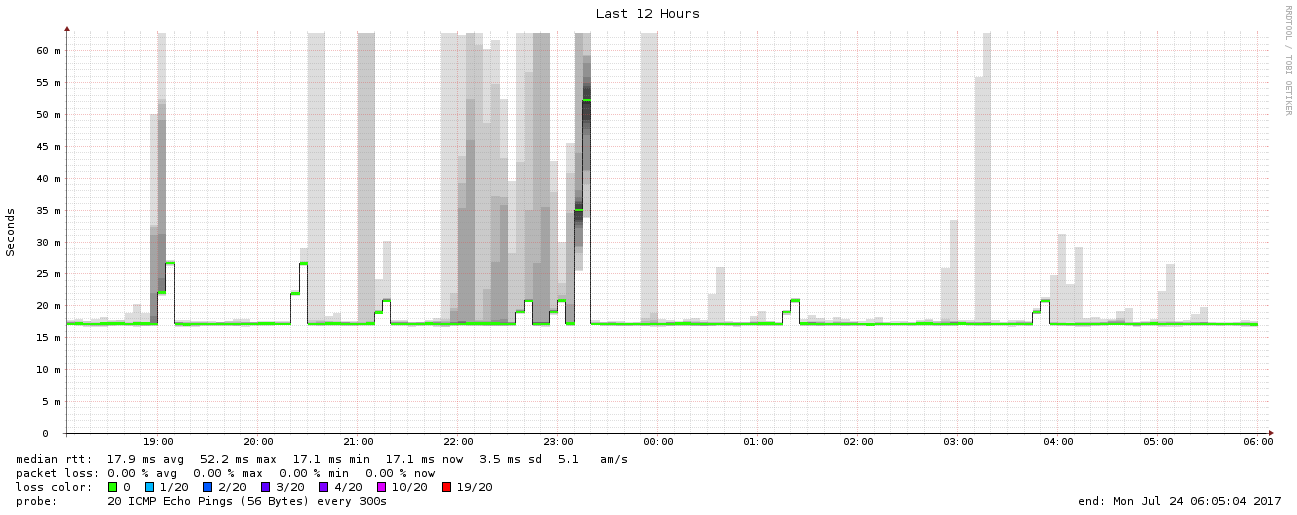 Last 12 Hours
RRDTOOL / TOBI OETIKER
Seconds
60 m
55 m
50 m
45 m
40 m
35 m
30 m
25 m
20 m
15 m
10 m
5 m
0
19:00 20:00 21:00 22:00 23:00 00:00 01:00 02:00 03:00 04:00 05:00 06:00
median rtt: 17.9 ms avg 52.2 ms max 17.1 ms min 17.1 ms now 3.5 ms sd 5.1 am/s
packet loss: 0.00 % avg 0.00 % max 0.00 % min 0.00 % now
loss color: 0 1/20 2/20 3/20 4/20 10/20 19/20
probe: 20 ICMP Echo Pings (56 Bytes) every 300s end: Mon Jul 24 06:05:04 2017